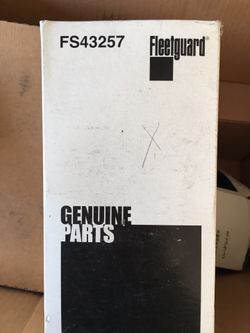 FS43257
Fleetguard®
X
GENUINE
PARTS